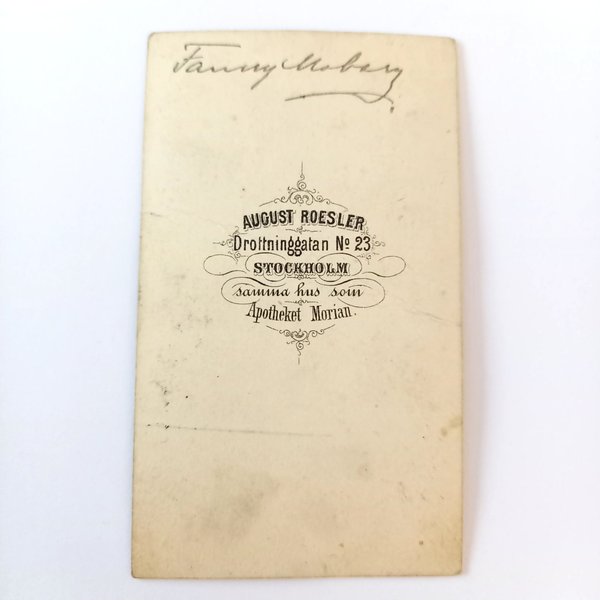 Fanny Moberg
AUGUST ROESLER
Drottninggatan No 23
STOCKHOLM
samma hus som
Apotheket Morian.